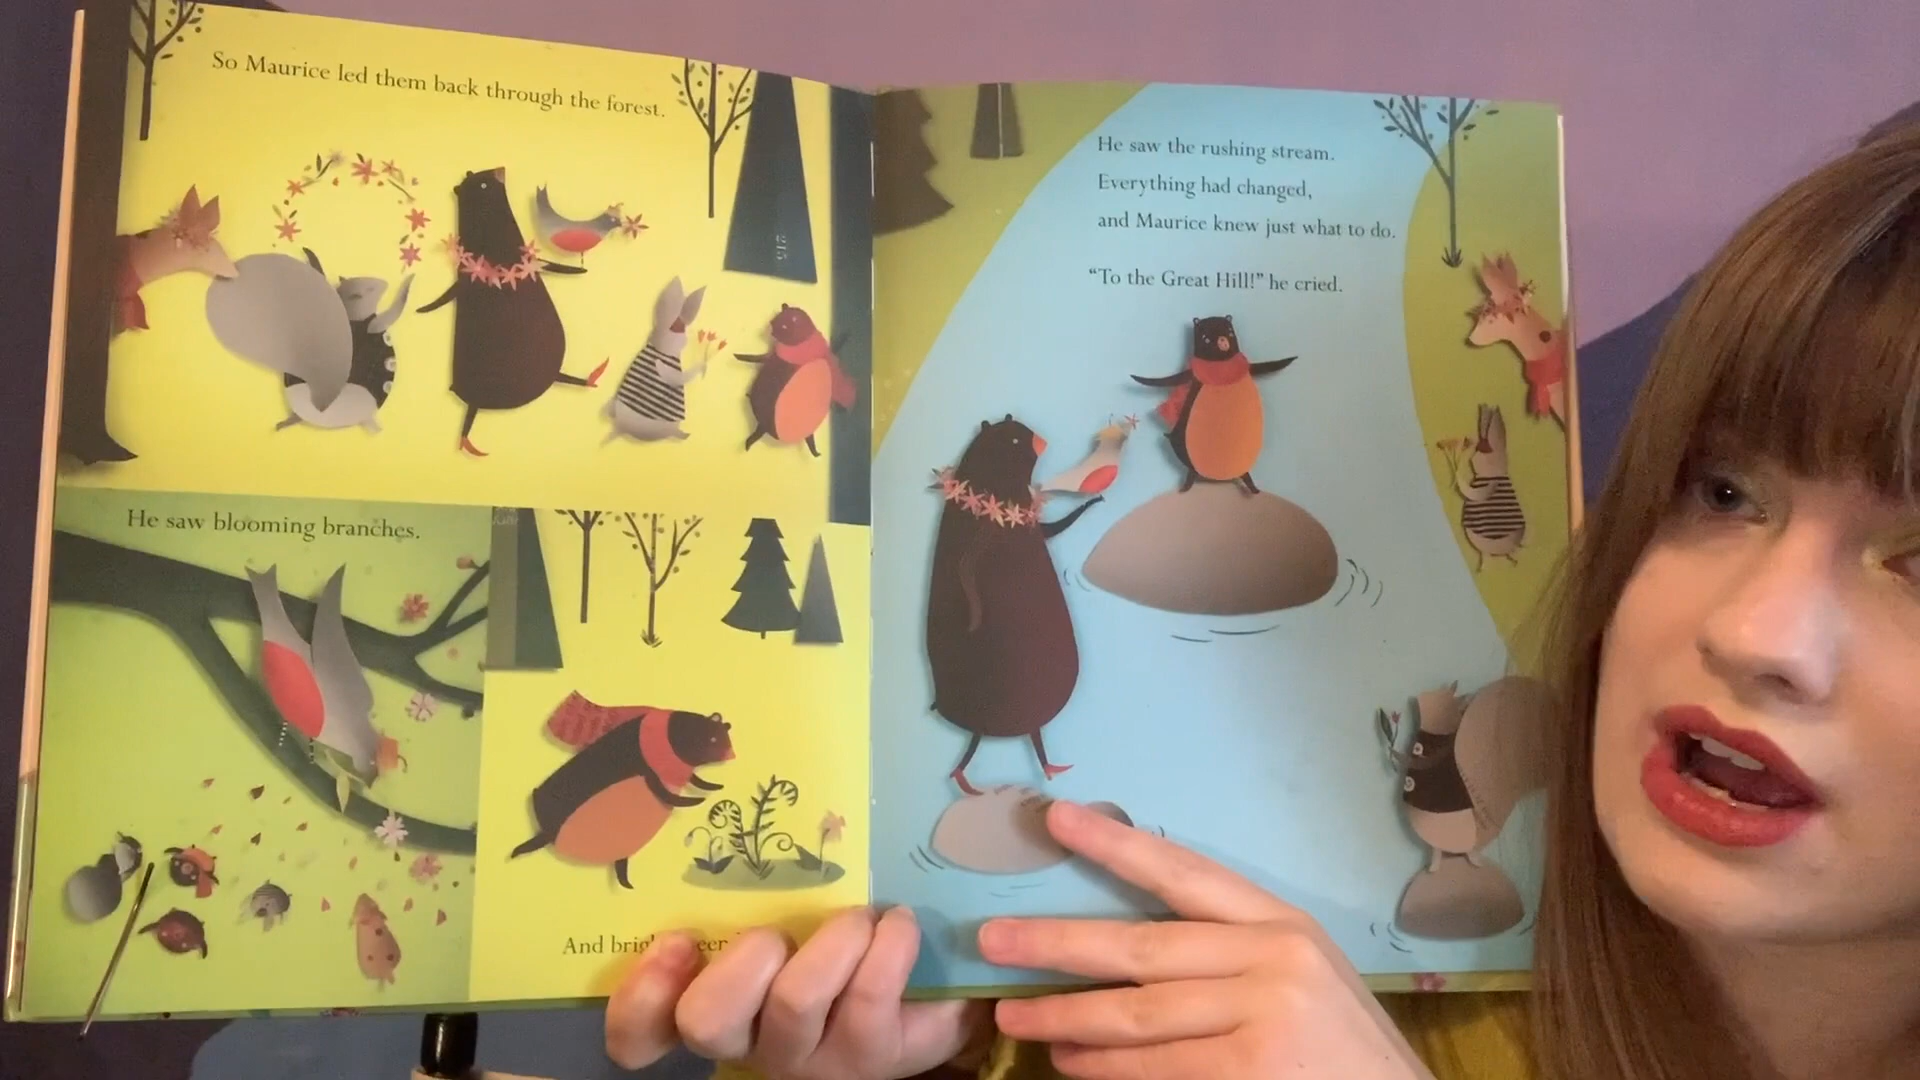 So Maurice led them back through the forest.
He saw blooming branches.
And
He saw the rushing stream.
Everything had changed,
and Maurice knew just what to do.
“To the Great Hill!” he cried.